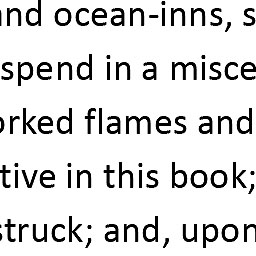 and ocean-inns, s
spend in a misce
orked flames and
tive in this book;
struck; and, upon